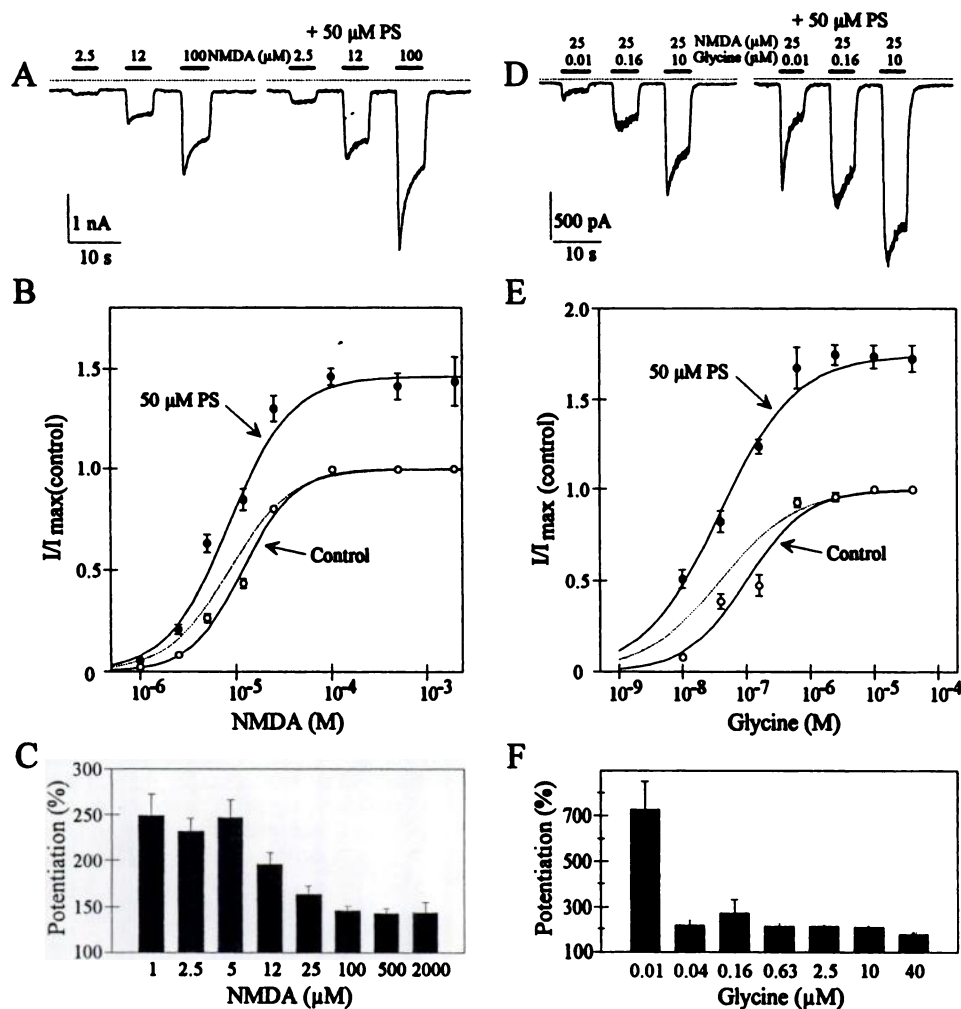 A
+ 50 µM PS
2.5 12 100 NMDA (µM) 2.5 12 100
1 nA
10 s
D
+ 50 µM PS
25 25 25 NMDA (µM) 25 25 25
0.01 0.16 10 Glycine (µM) 0.01 0.16 10
500 pA
10 s
B
I/I max(control)
1.5
1.0
0.5
0
50 µM PS
Control
10-6 10-5 10-4 10-3
NMDA (M)
E
I/I max (control)
2.0
1.5
1.0
0.5
0
50 µM PS
Control
10-9 10-8 10-7 10-6 10-5 10-4
Glycine (M)
C
Potentiation (%)
300
250
200
150
100
1 2.5 5 12 25 100 500 2000
NMDA (µM)
F
Potentiation (%)
700
500
300
100
0.01 0.04 0.16 0.63 2.5 10 40
Glycine (µM)